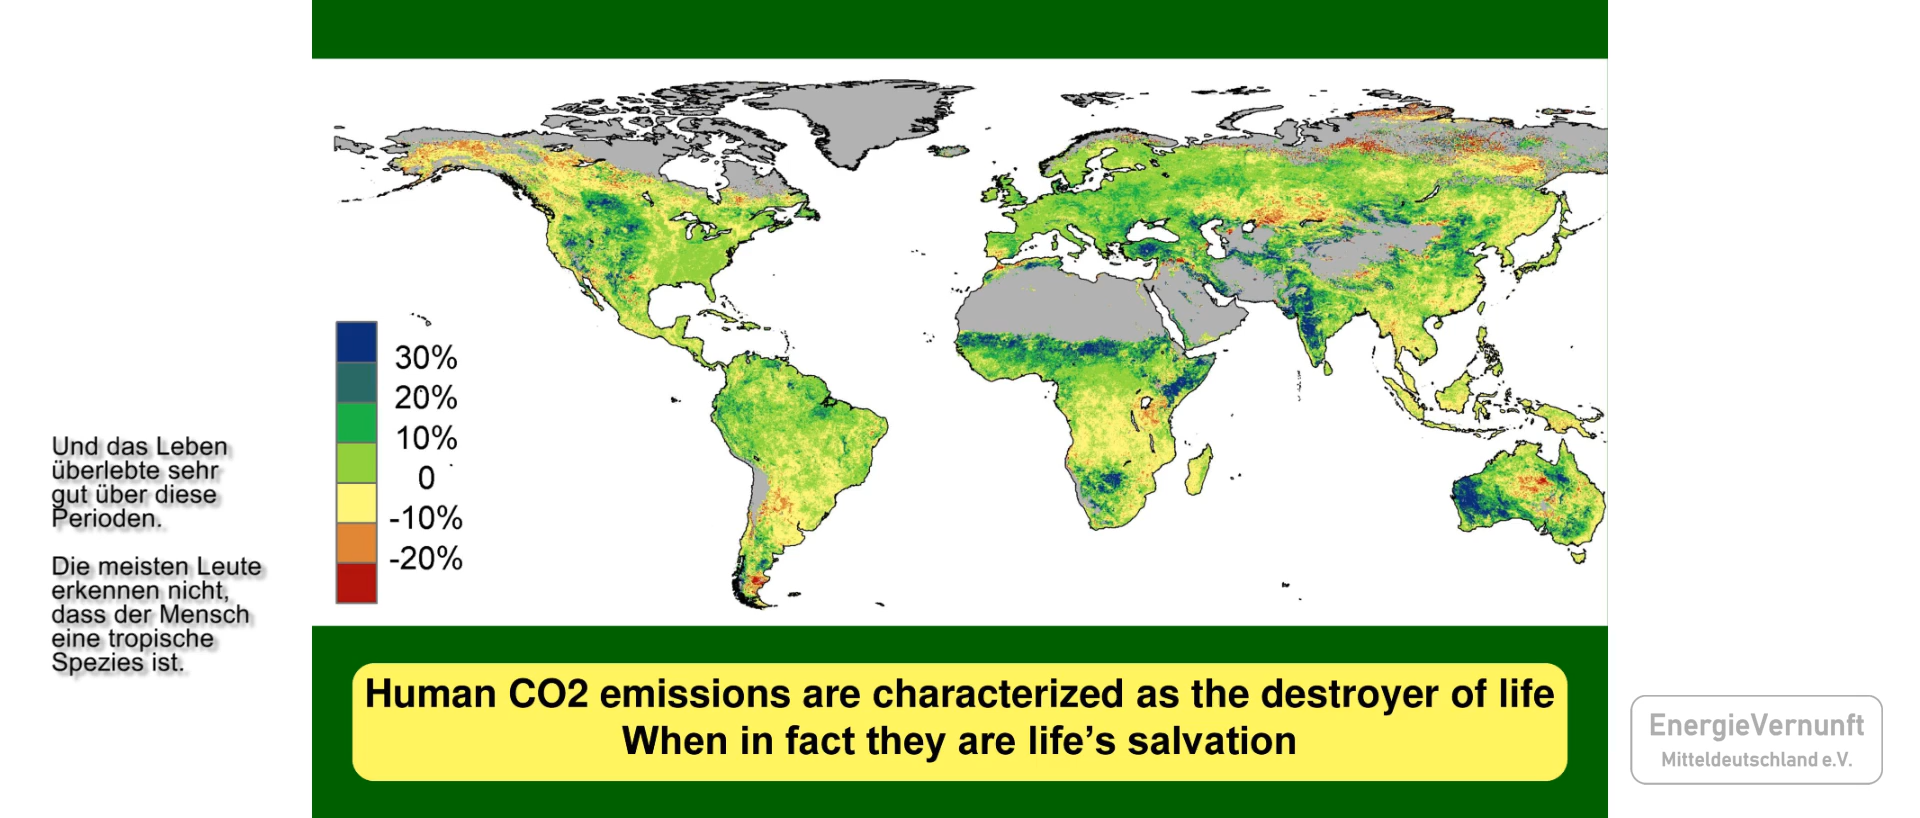 Und das Leben
überlebte sehr
gut über diese
Perioden.
Die meisten Leute
erkennen nicht,
dass der Mensch
eine tropische
Spezies ist.
30%
20%
10%
0
-10%
-20%
Human CO2 emissions are characterized as the destroyer of life
When in fact they are life's salvation
EnergieVernunft
Mitteldeutschland e.V.